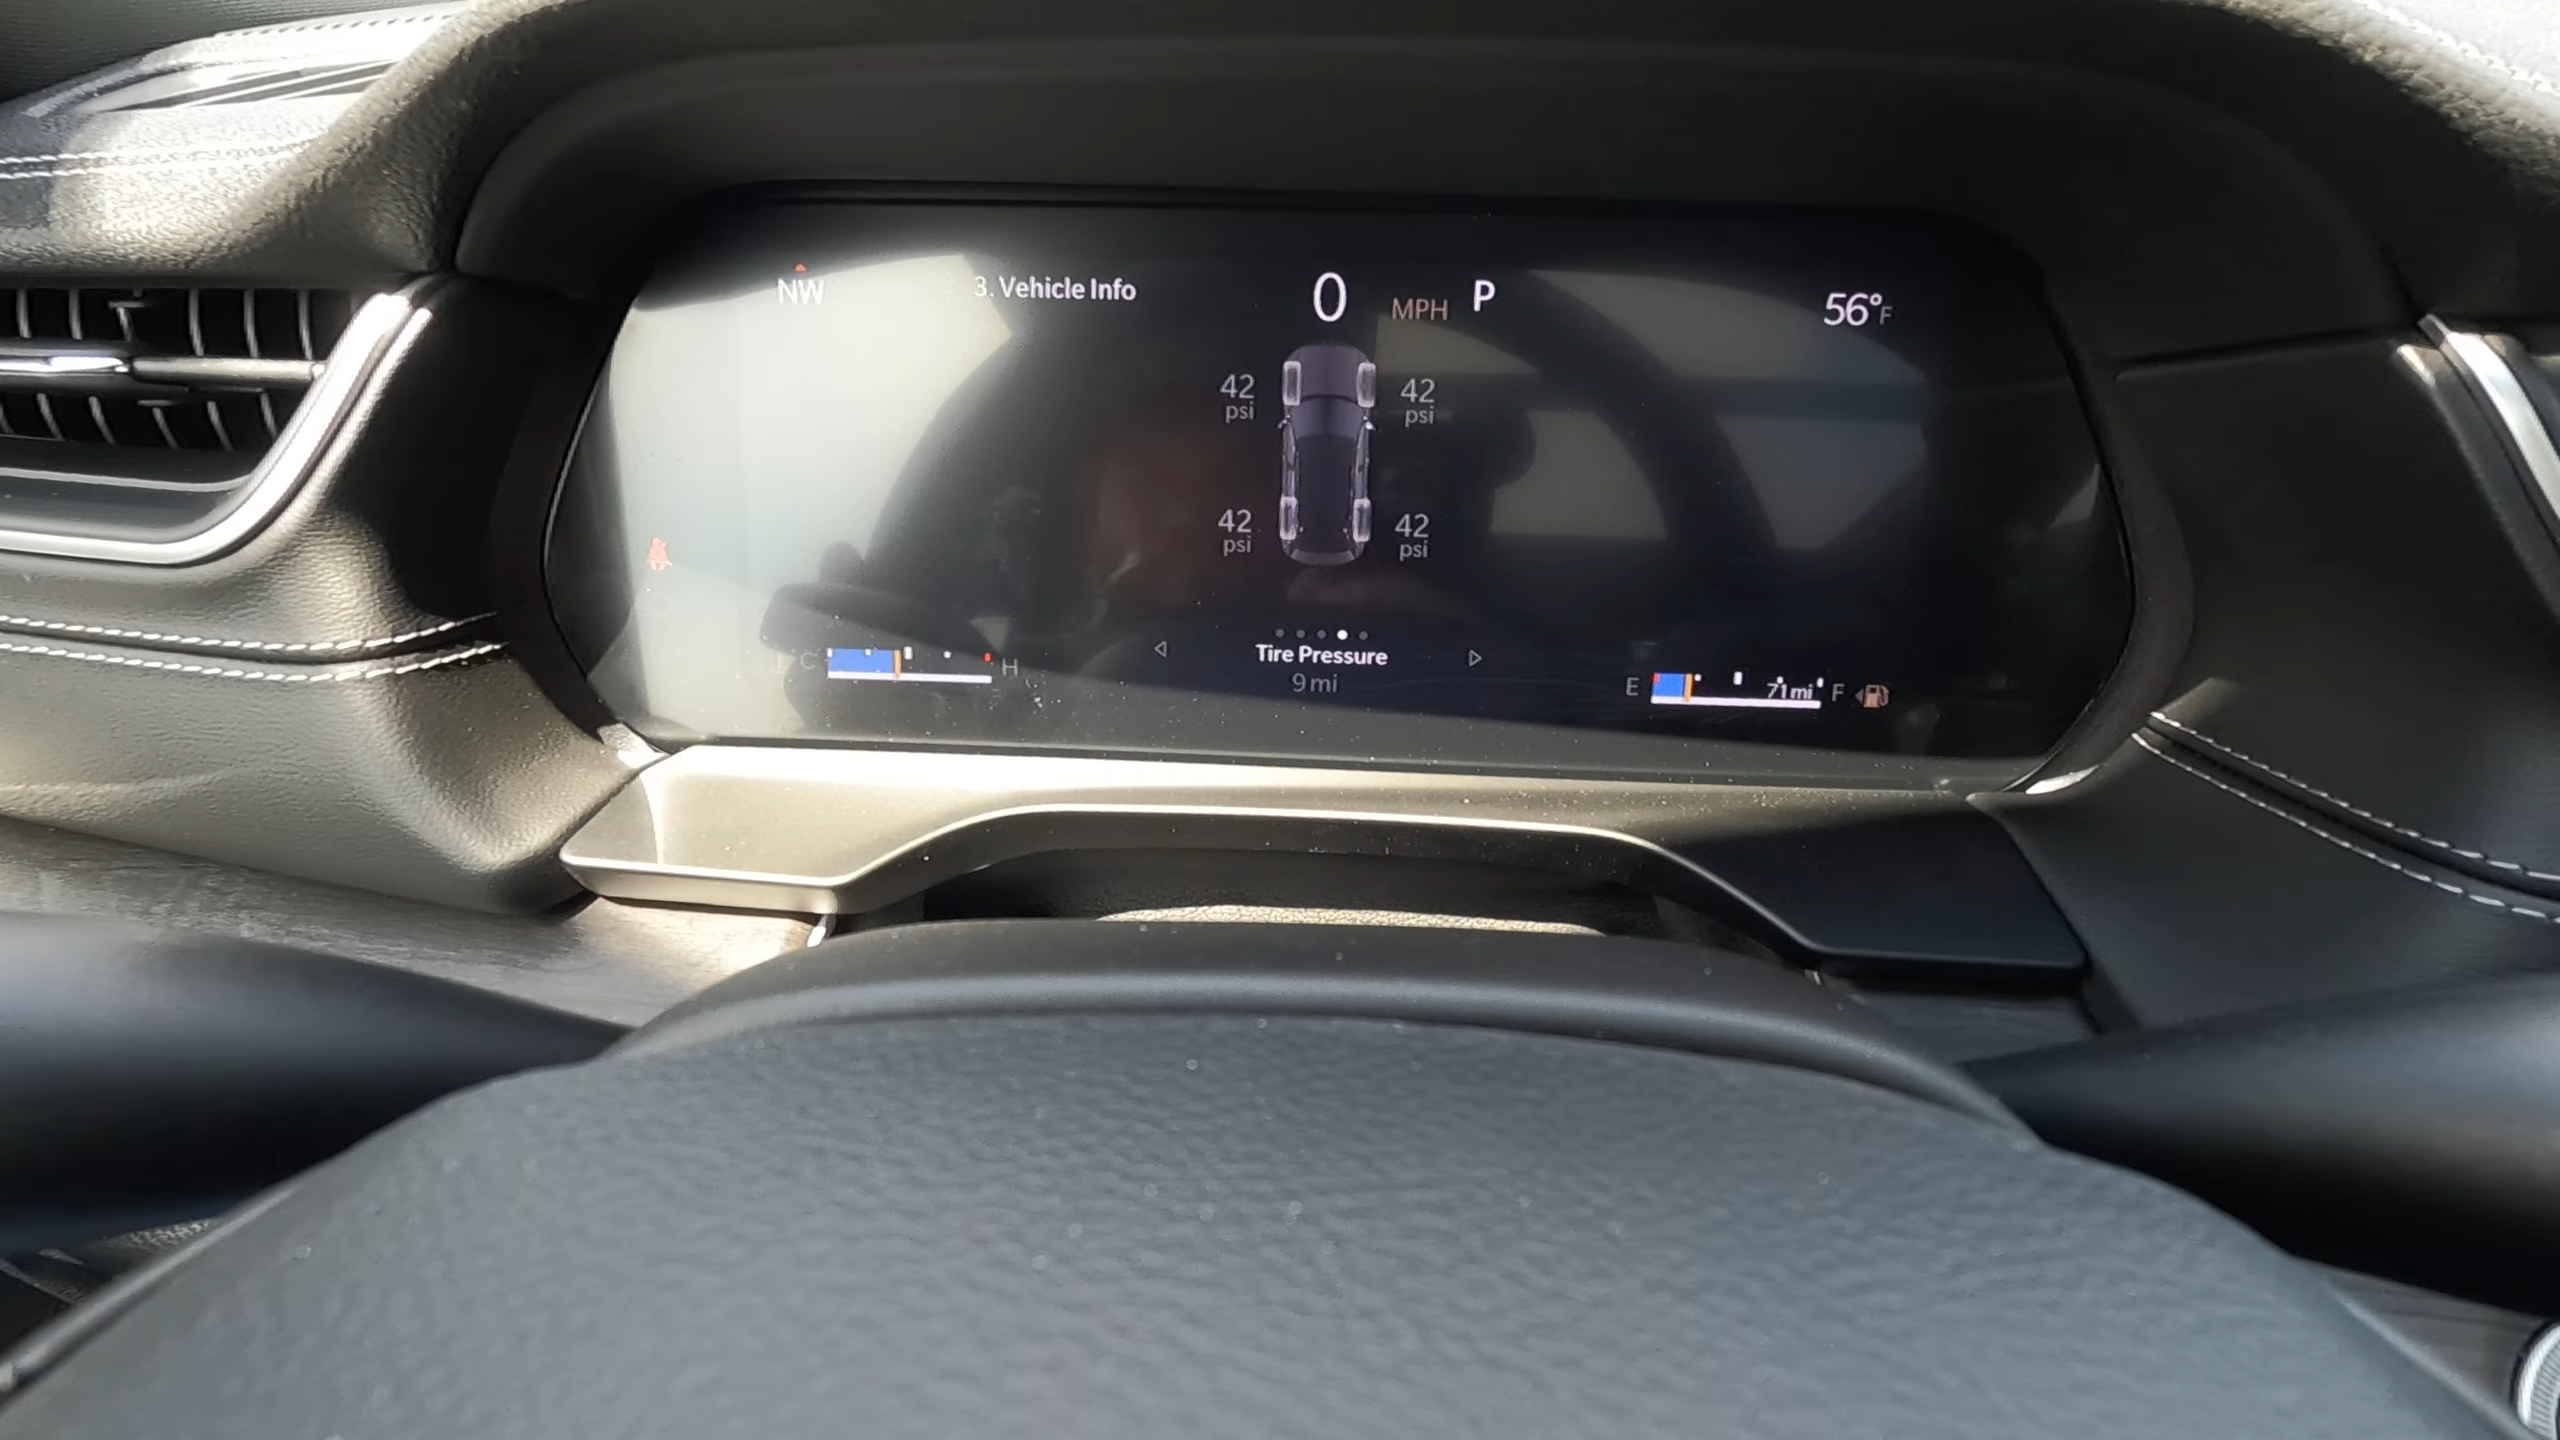 NW
3. Vehicle Info
0 MPH P
56°F
42 psi
42 psi
42 psi
42 psi
C H
Tire Pressure
9 mi
E 71 mi F